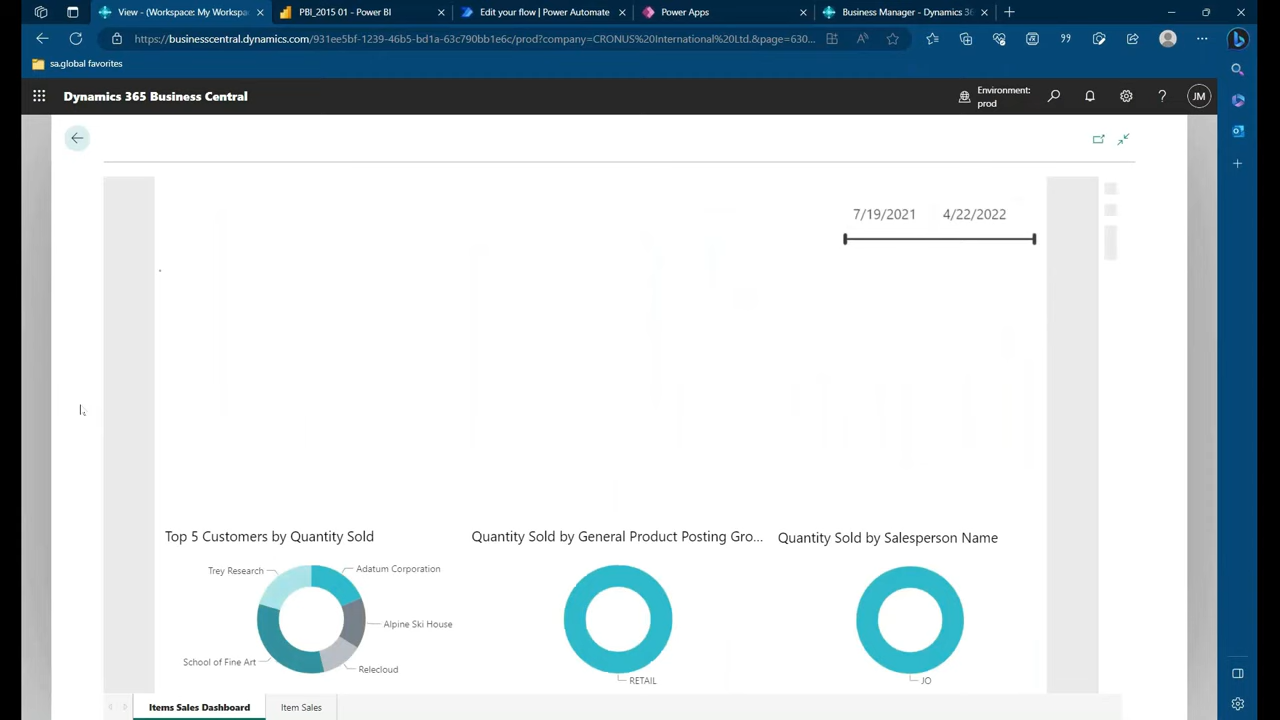 View - (Workspace: My Workspa
PBI_2015 01 - Power BI
Edit your flow | Power Automate
Power Apps
Business Manager - Dynamics 36
https://businesscentral.dynamics.com/931ee5bf-1239-46b5-bd1a-63c790bb1e6c/prod?company=CRONUS%20International%20Ltd.&page=630...
sa.global favorites
Dynamics 365 Business Central
Environment:
prod
JM
7/19/2021 4/22/2022
Top 5 Customers by Quantity Sold
Quantity Sold by General Product Posting Gro...
Quantity Sold by Salesperson Name
Trey Research
Adatum Corporation
Alpine Ski House
School of Fine Art
Relecloud
RETAIL
JO
Items Sales Dashboard
Item Sales